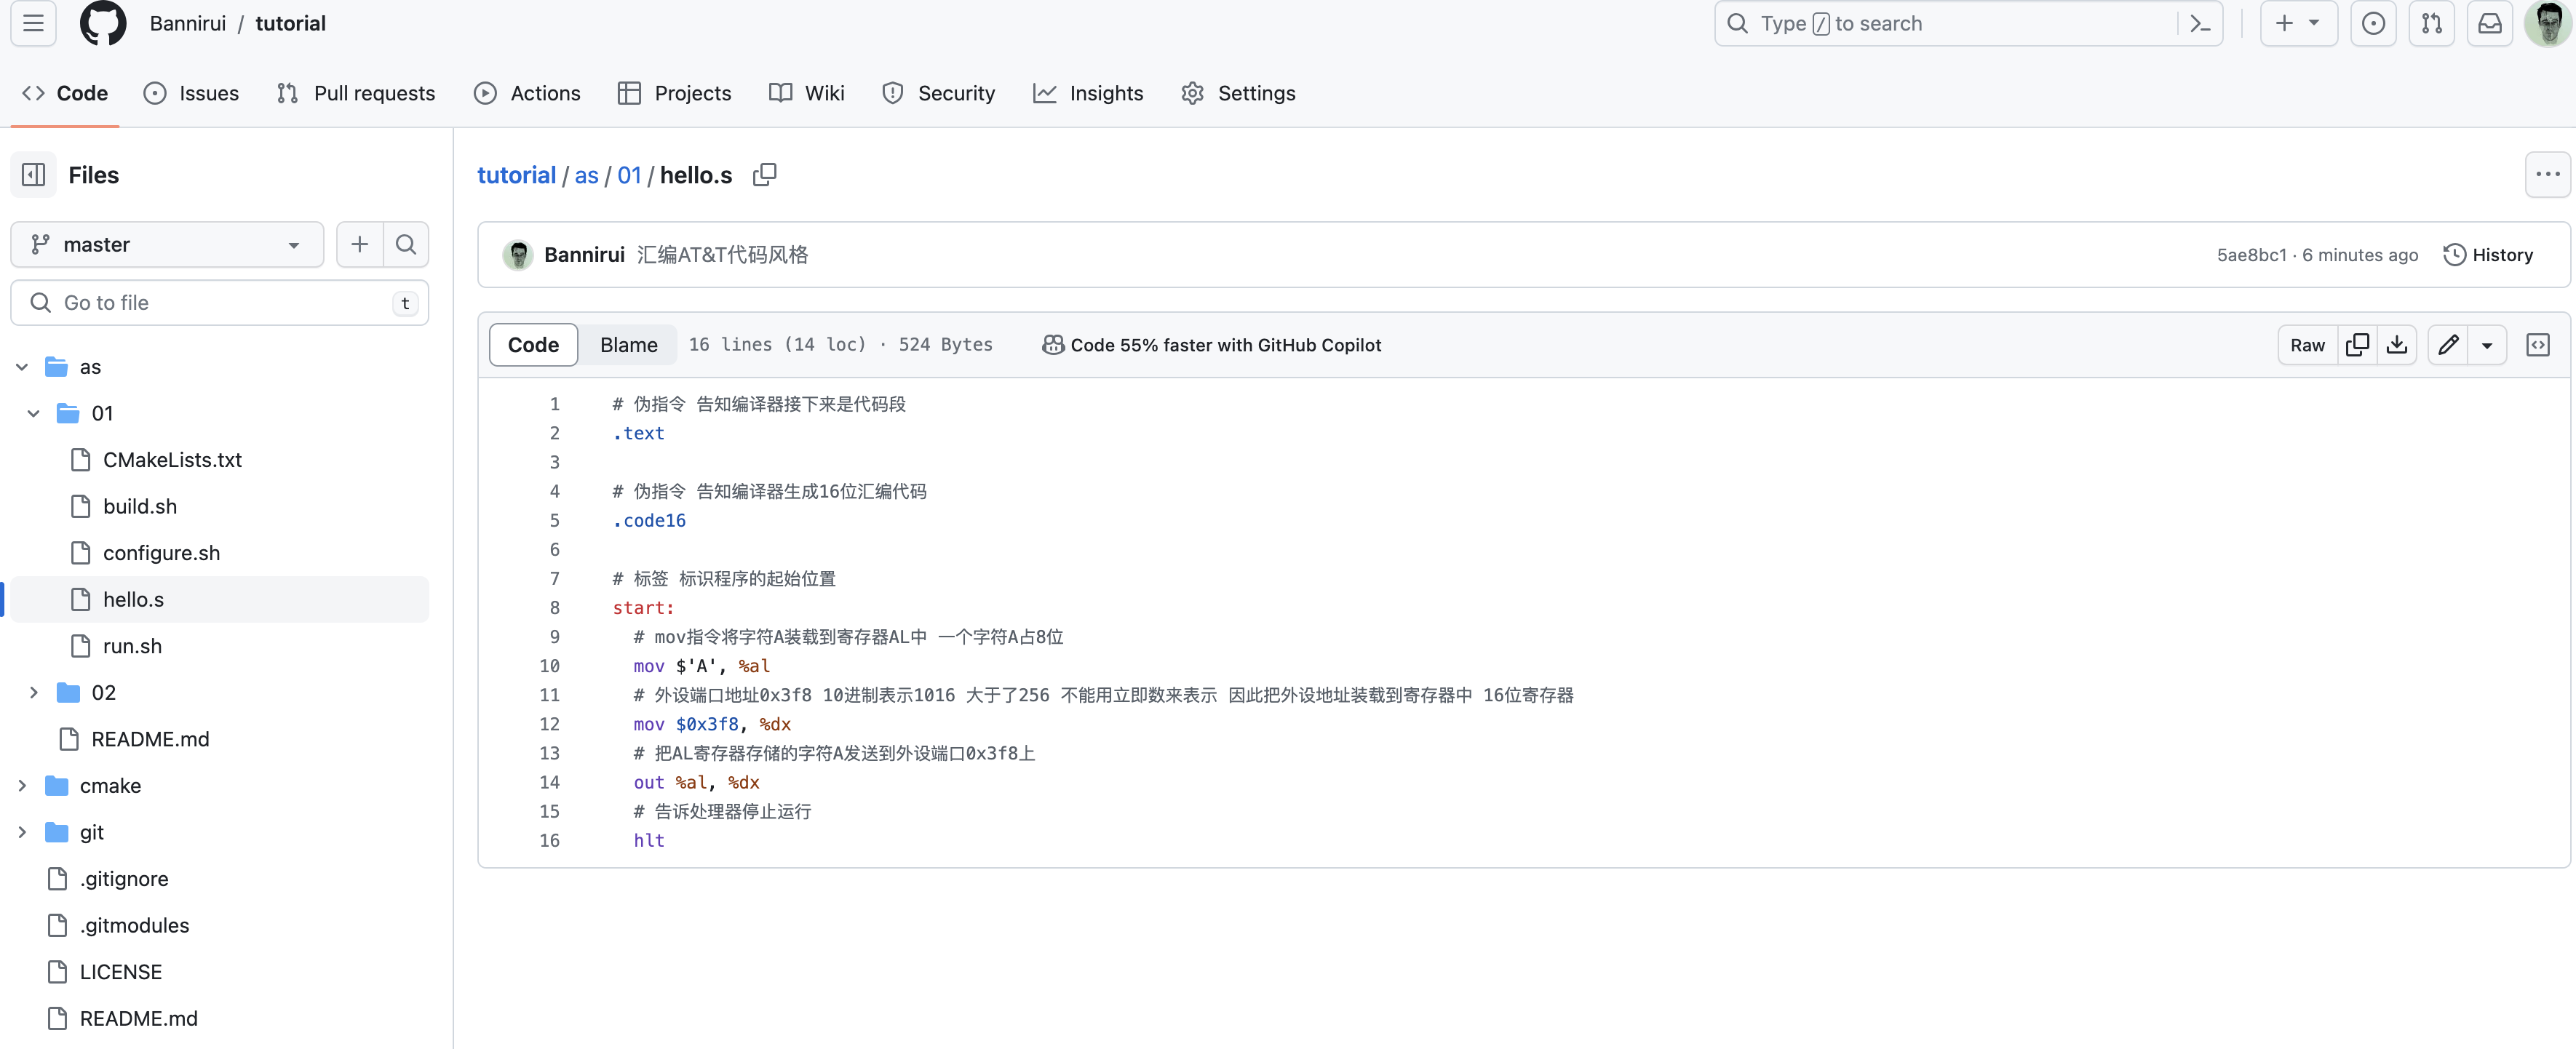 Bannirui / tutorial
Type / to search
Code
Issues
Pull requests
Actions
Projects
Wiki
Security
Insights
Settings
Files
master
Go to file
t
as
01
CMakeLists.txt
build.sh
configure.sh
hello.s
run.sh
02
README.md
cmake
git
.gitignore
.gitmodules
LICENSE
README.md
tutorial / as / 01 / hello.s
Bannirui 汇编AT&T代码风格
5ae8bc1 · 6 minutes ago
History
Code
Blame
16 lines (14 loc) · 524 Bytes
Code 55% faster with GitHub Copilot
Raw
1 # 伪指令 告知编译器接下来是代码段
2 .text
3
4 # 伪指令 告知编译器生成16位汇编代码
5 .code16
6
7 # 标签 标识程序的起始位置
8 start:
9 # mov指令将字符A装载到寄存器AL中 一个字符A占8位
10 mov $'A', %al
11 # 外设端口地址0x3f8 10进制表示1016 大于了256 不能用立即数来表示 因此把外设地址装载到寄存器中 16位寄存器
12 mov $0x3f8, %dx
13 # 把AL寄存器存储的字符A发送到外设端口0x3f8上
14 out %al, %dx
15 # 告诉处理器停止运行
16 hlt